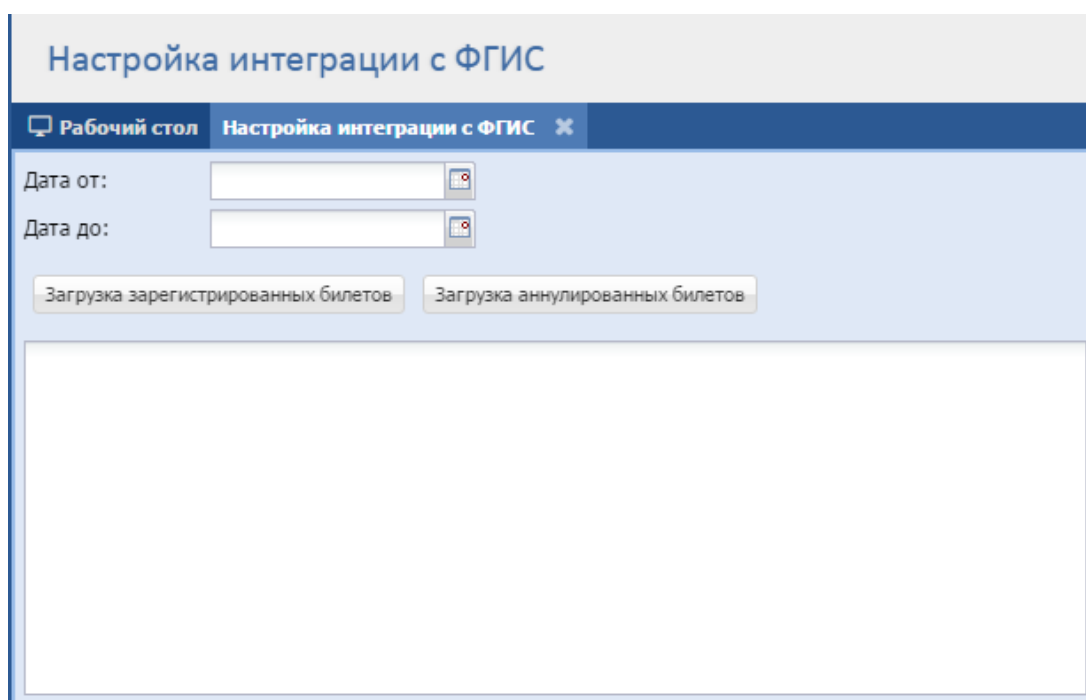 Настройка интеграции с ФГИС
Рабочий стол Настройка интеграции с ФГИС
Дата от:
Дата до:
Загрузка зарегистрированных билетов Загрузка аннулированных билетов